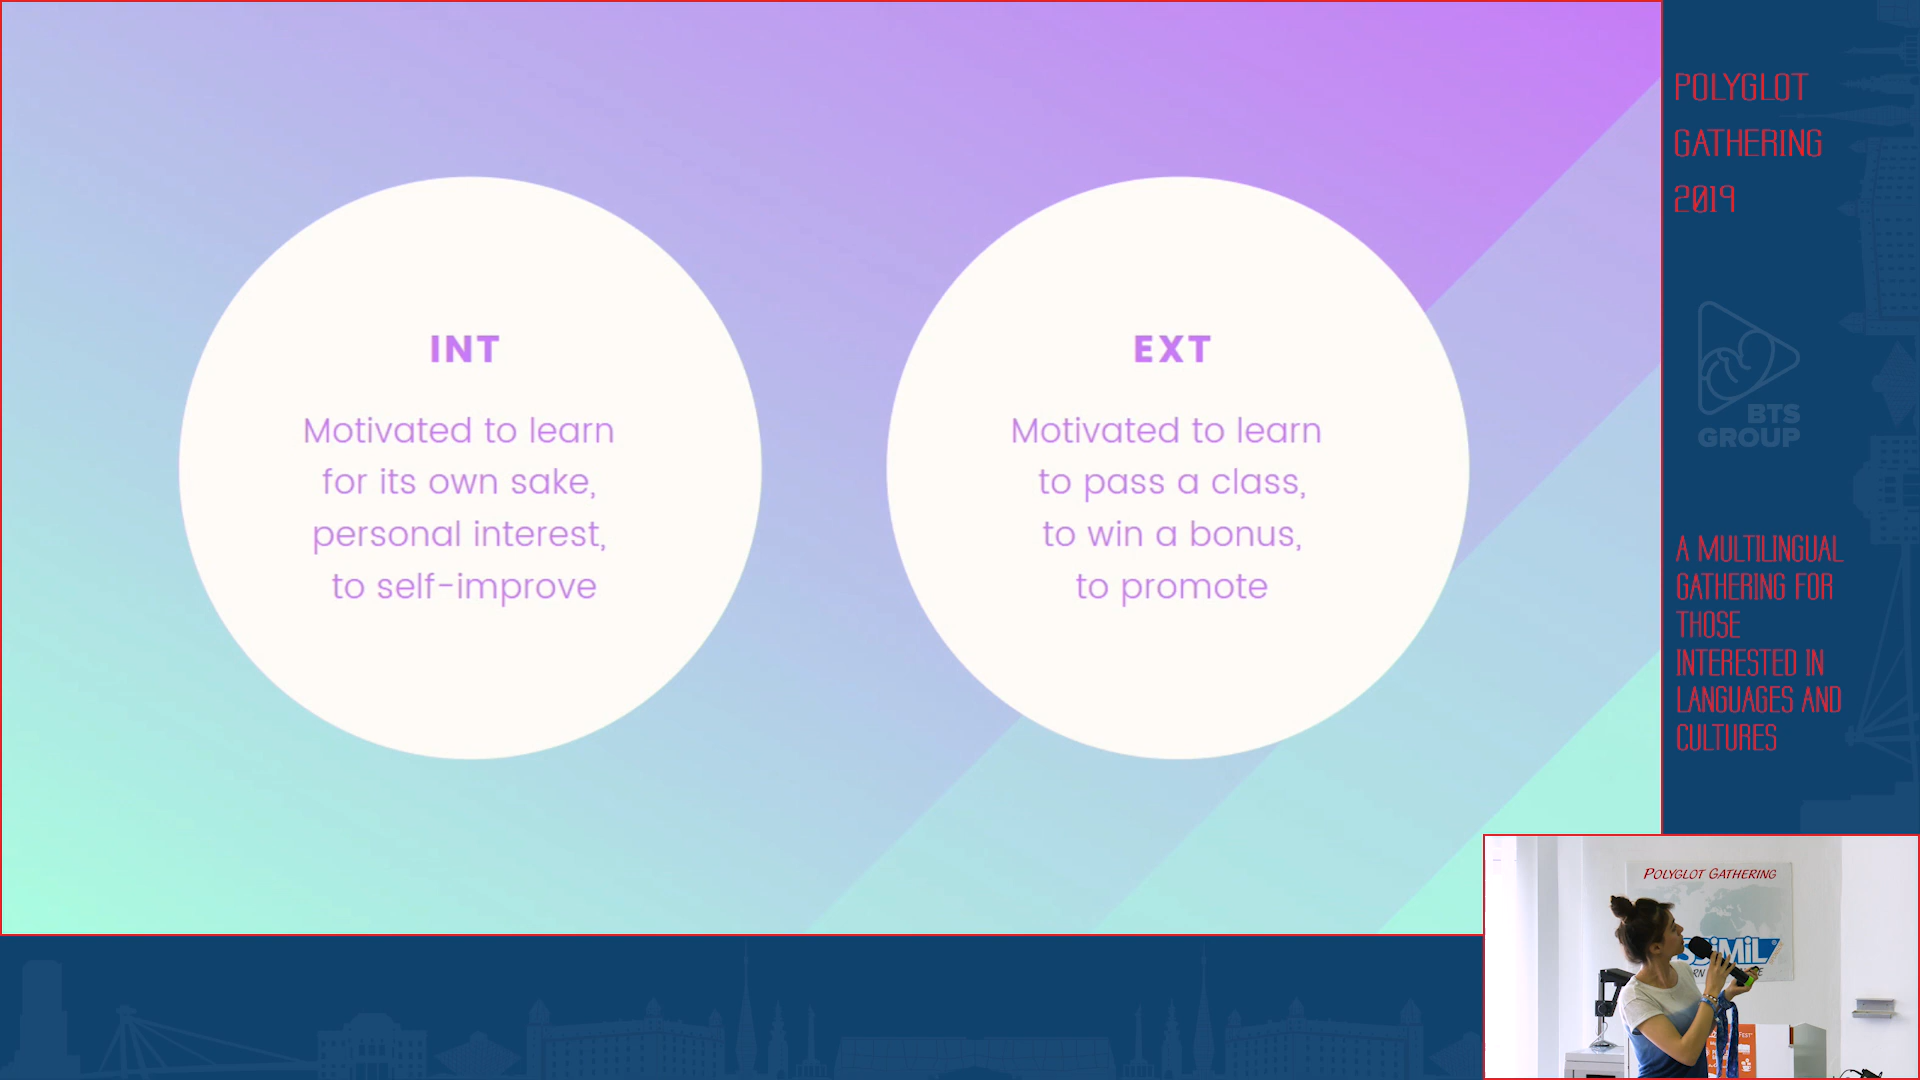 INT
Motivated to learn
for its own sake,
personal interest,
to self-improve
EXT
Motivated to learn
to pass a class,
to win a bonus,
to promote
POLYGLOT
GATHERING
2019
BTS
GROUP
A MULTILINGUAL
GATHERING FOR
THOSE
INTERESTED IN
LANGUAGES AND
CULTURES
POLYGLOT GATHERING
SSiMiL